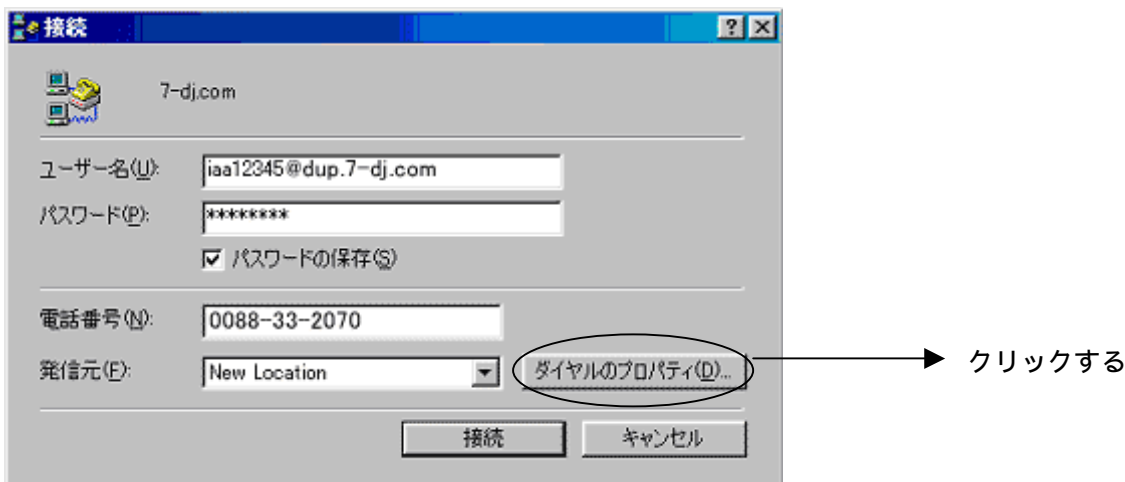 接続
7-dj.com
ユーザー名(U): iaa12345@dup.7-dj.com
パスワード(P): ********
パスワードの保存(S)
電話番号(N): 0088-33-2070
発信元(F): New Location ダイヤルのプロパティ(D)... クリックする
接続 キャンセル